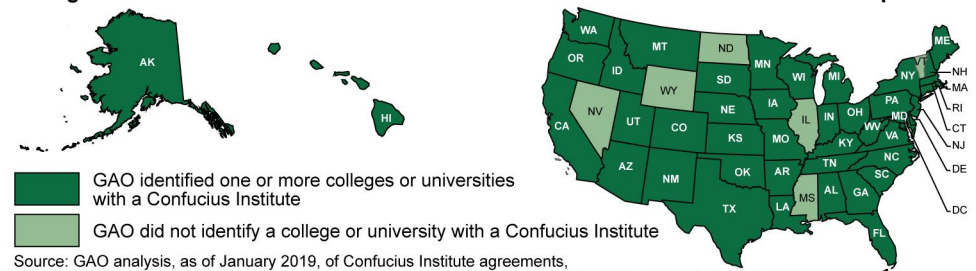 AK
HI
WA
OR
CA
ID
NV
MT
WY
UT
AZ
CO
NM
ND
SD
NE
KS
OK
TX
MN
IA
MO
AR
LA
WI
IL
MS
MI
IN
KY
TN
AL
OH
WV
GA
FL
SC
NC
VA
MD
PA
NY
VT
ME
NH
MA
RI
CT
NJ
DE
DC
GAO identified one or more colleges or universities
with a Confucius Institute
GAO did not identify a college or university with a Confucius Institute
Source: GAO analysis, as of January 2019, of Confucius Institute agreements,